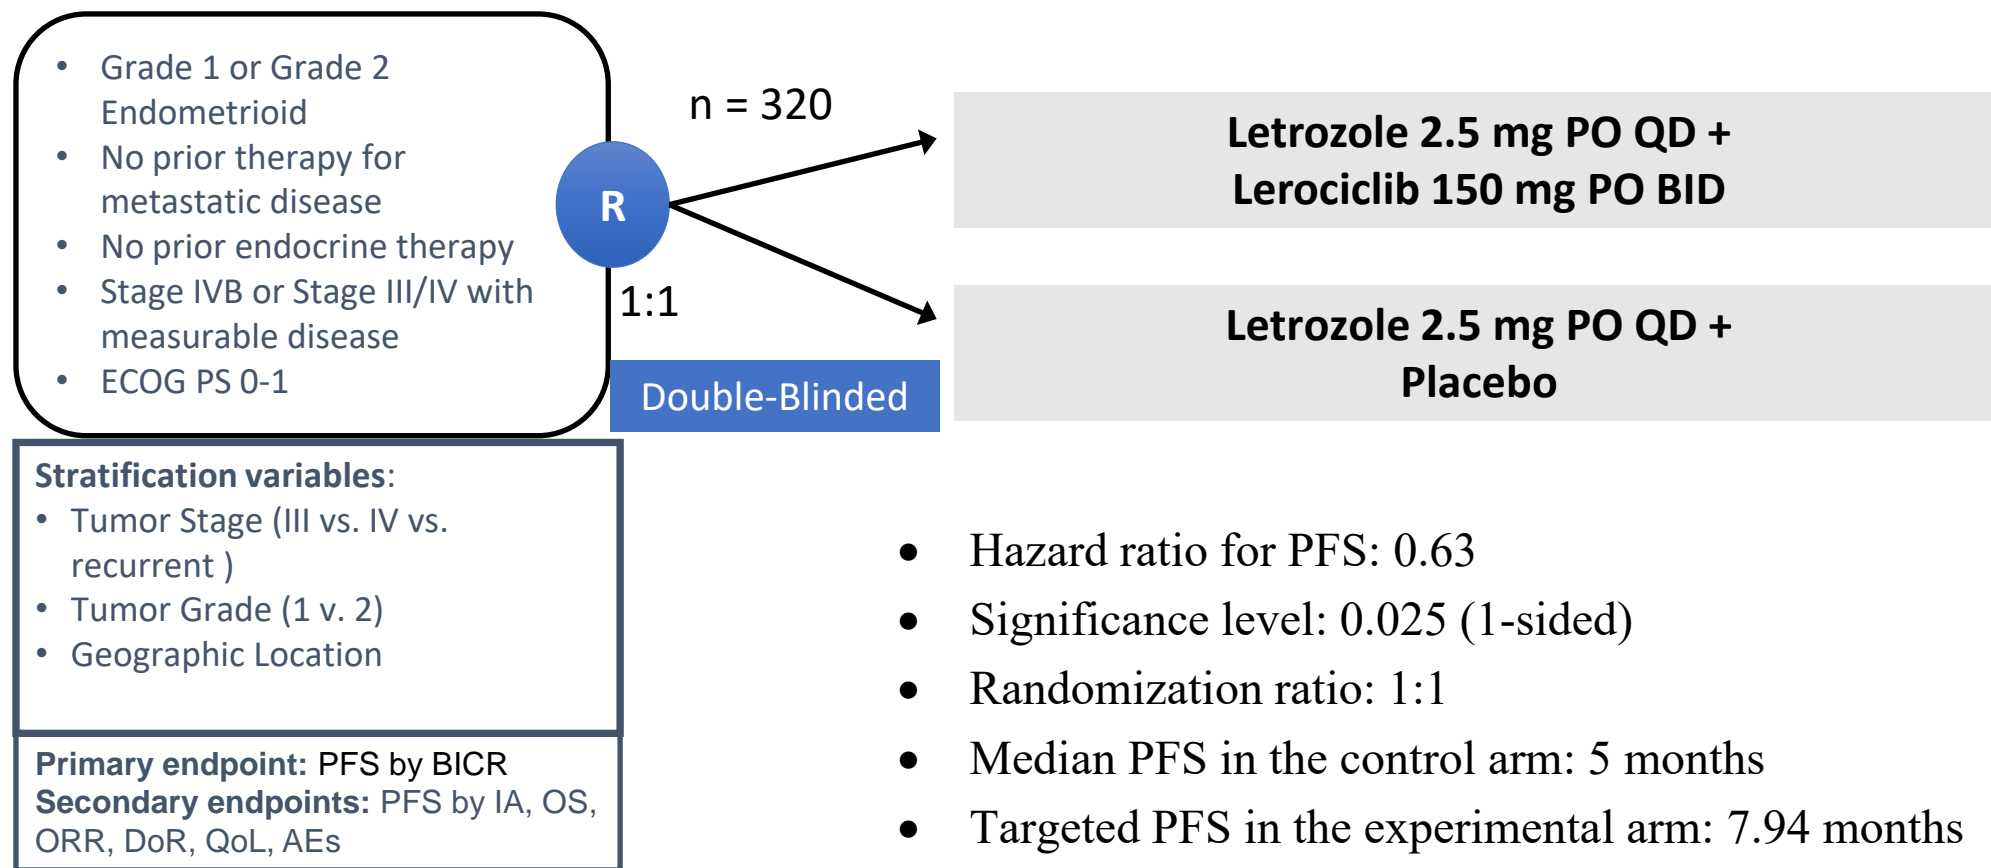 • Grade 1 or Grade 2
Endometrioid
• No prior therapy for
metastatic disease
• No prior endocrine therapy
• Stage IVB or Stage III/IV with
measurable disease
• ECOG PS 0-1
R
n = 320
1:1
Double-Blinded
Letrozole 2.5 mg PO QD +
Lerociclib 150 mg PO BID
Letrozole 2.5 mg PO QD +
Placebo
Stratification variables:
• Tumor Stage (III vs. IV vs.
recurrent )
• Tumor Grade (1 v. 2)
• Geographic Location
Primary endpoint: PFS by BICR
Secondary endpoints: PFS by IA, OS,
ORR, DoR, QoL, AEs
• Hazard ratio for PFS: 0.63
• Significance level: 0.025 (1-sided)
• Randomization ratio: 1:1
• Median PFS in the control arm: 5 months
• Targeted PFS in the experimental arm: 7.94 months